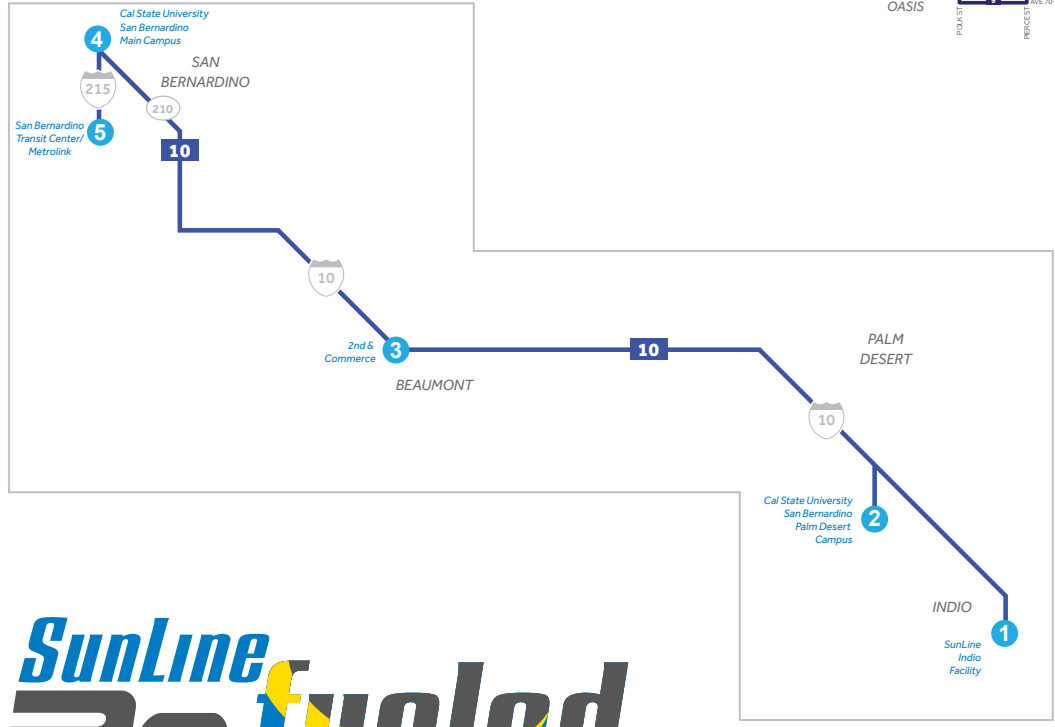 Cal State University
San Bernardino
Main Campus
4
SAN
BERNARDINO
215
210
San Bernardino
Transit Center/
Metrolink
5
10
10
2nd &
Commerce
3
BEAUMONT
10
PALM
DESERT
10
Cal State University
San Bernardino
Palm Desert
Campus
2
INDIO
1
SunLine
Indio
Facility
OASIS
POLK ST
PIERCE ST
AVE 70
SunLine